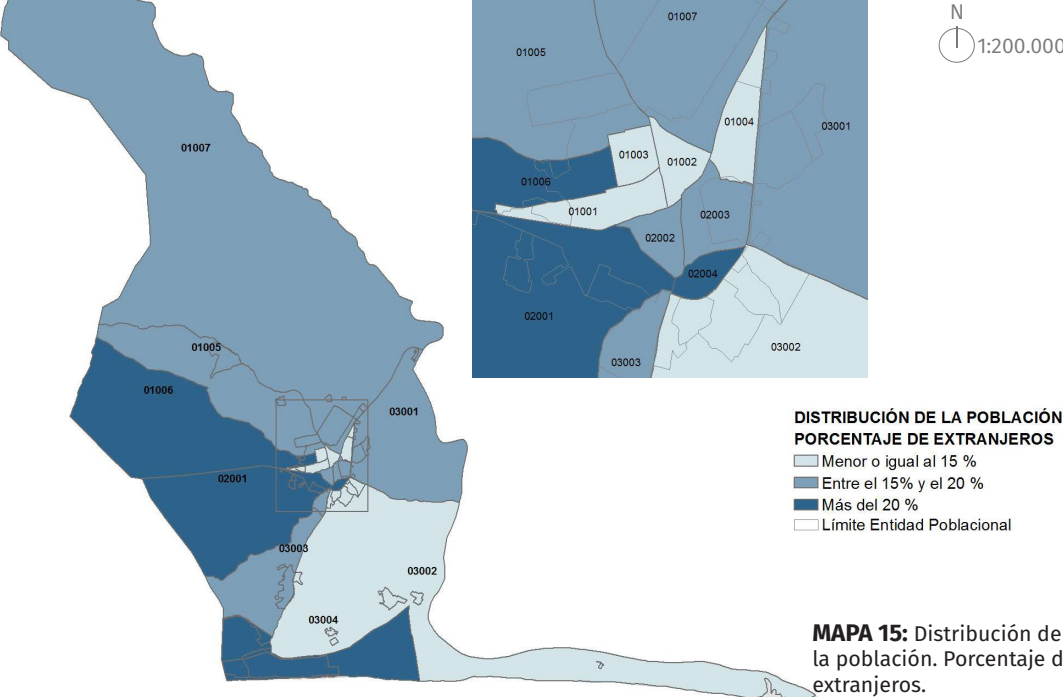 N
1:200.000
01007
01005
01007
01004
03001
01003
01002
01006
01001
02003
02002
02004
02001
03002
03003
01007
01005
01006
03001
02001
03003
03002
03004
DISTRIBUCIÓN DE LA POBLACIÓN
PORCENTAJE DE EXTRANJEROS
Menor o igual al 15 %
Entre el 15% y el 20 %
Más del 20 %
Límite Entidad Poblacional
MAPA 15: Distribución de
la población. Porcentaje d
extranjeros.